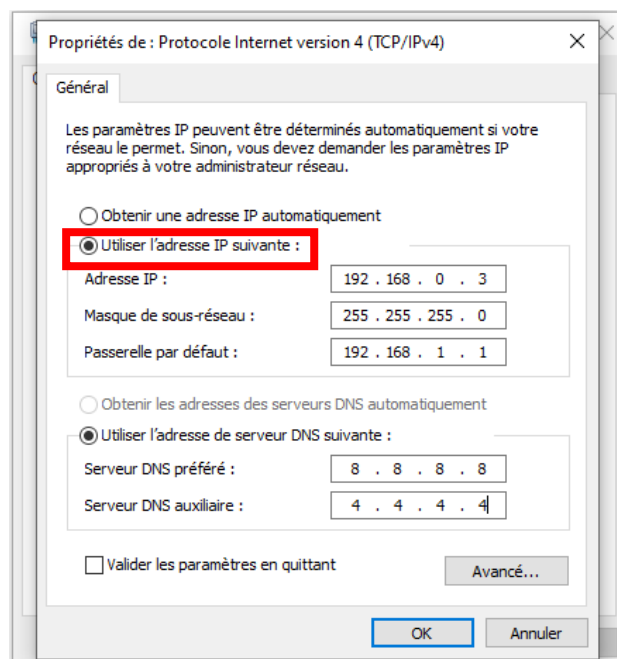 Propriétés de : Protocole Internet version 4 (TCP/IPv4)
Général
Les paramètres IP peuvent être déterminés automatiquement si votre
réseau le permet. Sinon, vous devez demander les paramètres IP
appropriés à votre administrateur réseau.
Obtenir une adresse IP automatiquement
Utiliser l'adresse IP suivante :
Adresse IP : 192 . 168 . 0 . 3
Masque de sous-réseau : 255 . 255 . 255 . 0
Passerelle par défaut : 192 . 168 . 1 . 1
Obtenir les adresses des serveurs DNS automatiquement
Utiliser l'adresse de serveur DNS suivante :
Serveur DNS préféré : 8 . 8 . 8 . 8
Serveur DNS auxiliaire : 4 . 4 . 4 . 4
Valider les paramètres en quittant
Avancé...
OK Annuler